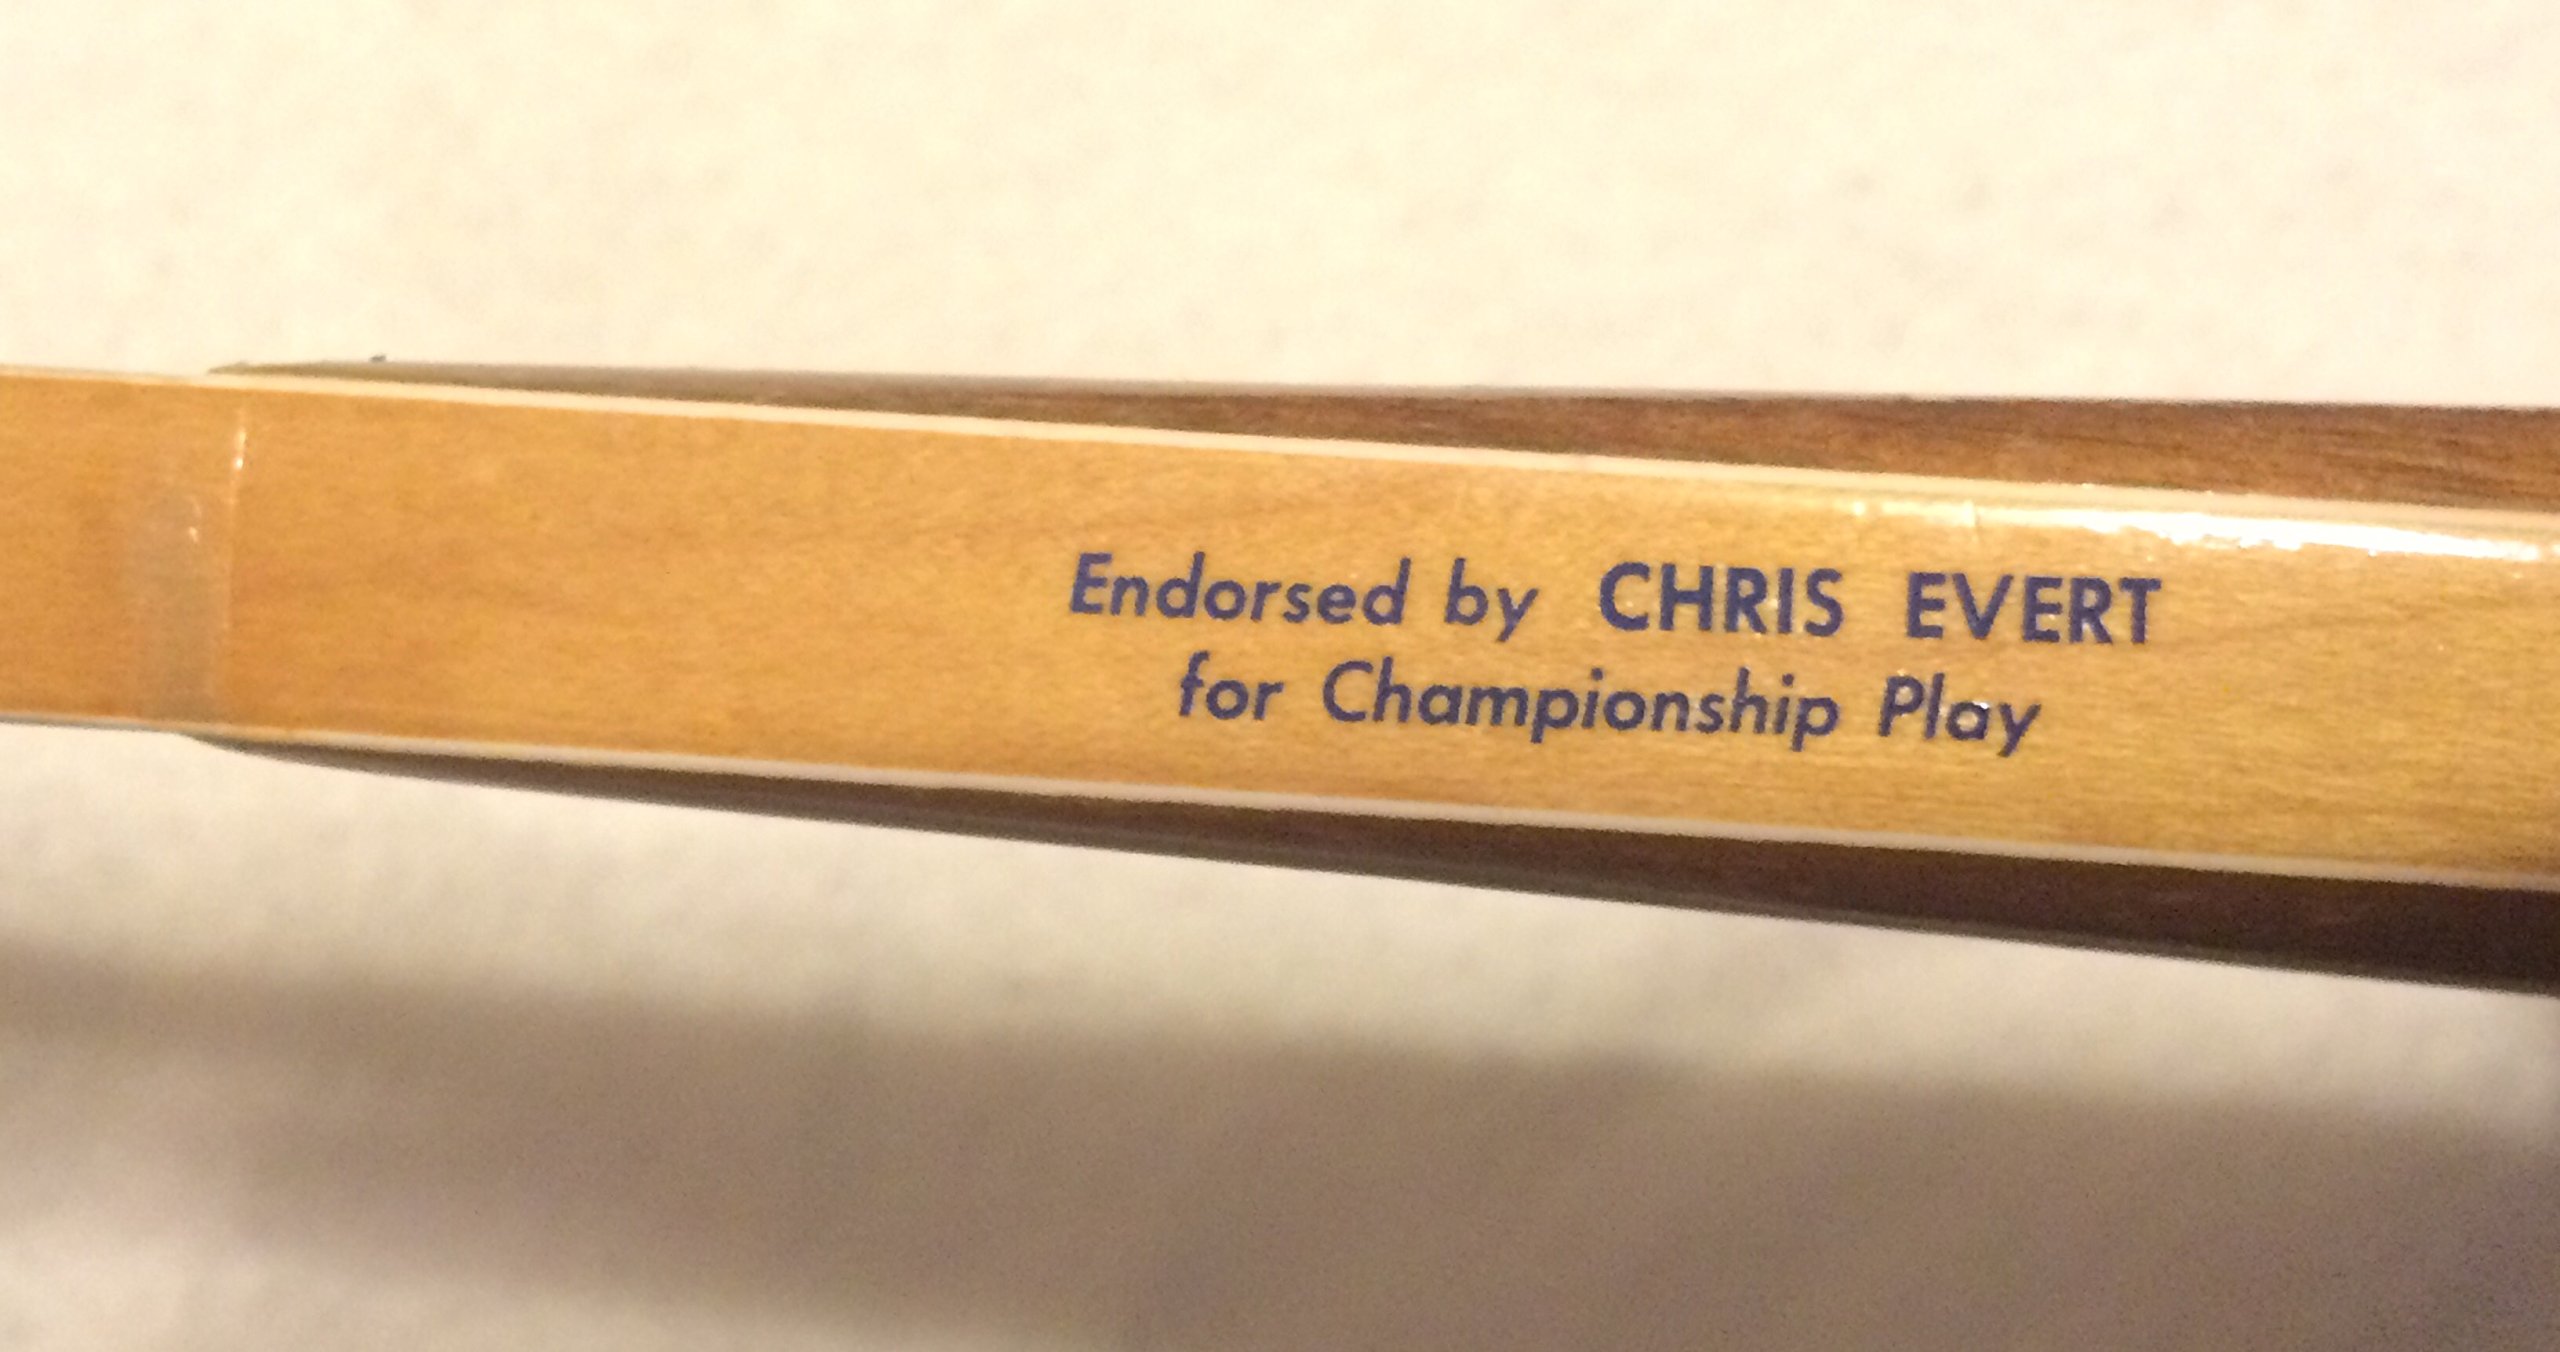 Endorsed by CHRIS EVERT
for Championship Play